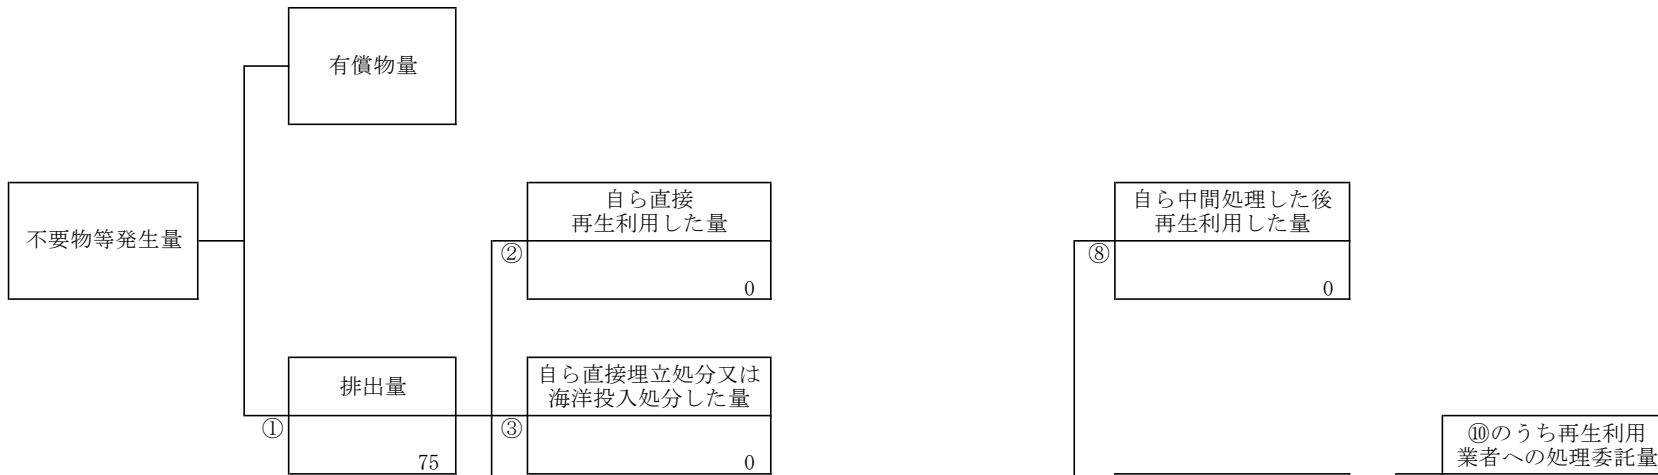 有償物量
不要物等発生量
自ら直接
再生利用した量
②
0
自ら中間処理した後
再生利用した量
⑧
0
排出量
①
75
自ら直接埋立処分又は
海洋投入処分した量
③
0
⑩のうち再生利用
業者への処理委託量